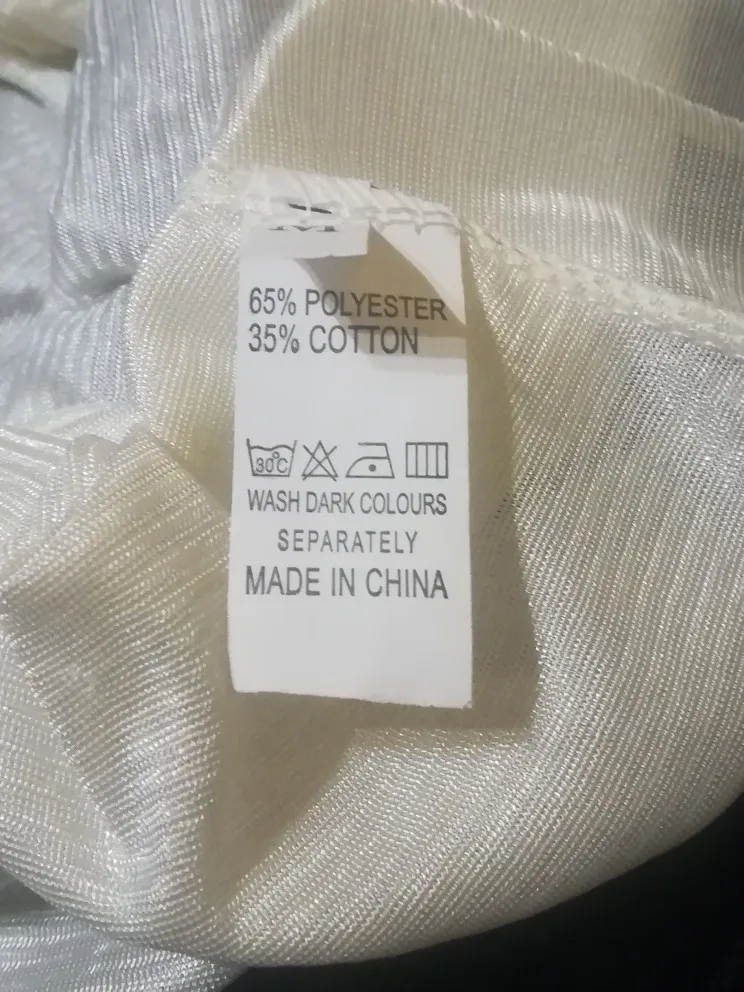 65% POLYESTER
35% COTTON
30°C
WASH DARK COLOURS
SEPARATELY
MADE IN CHINA